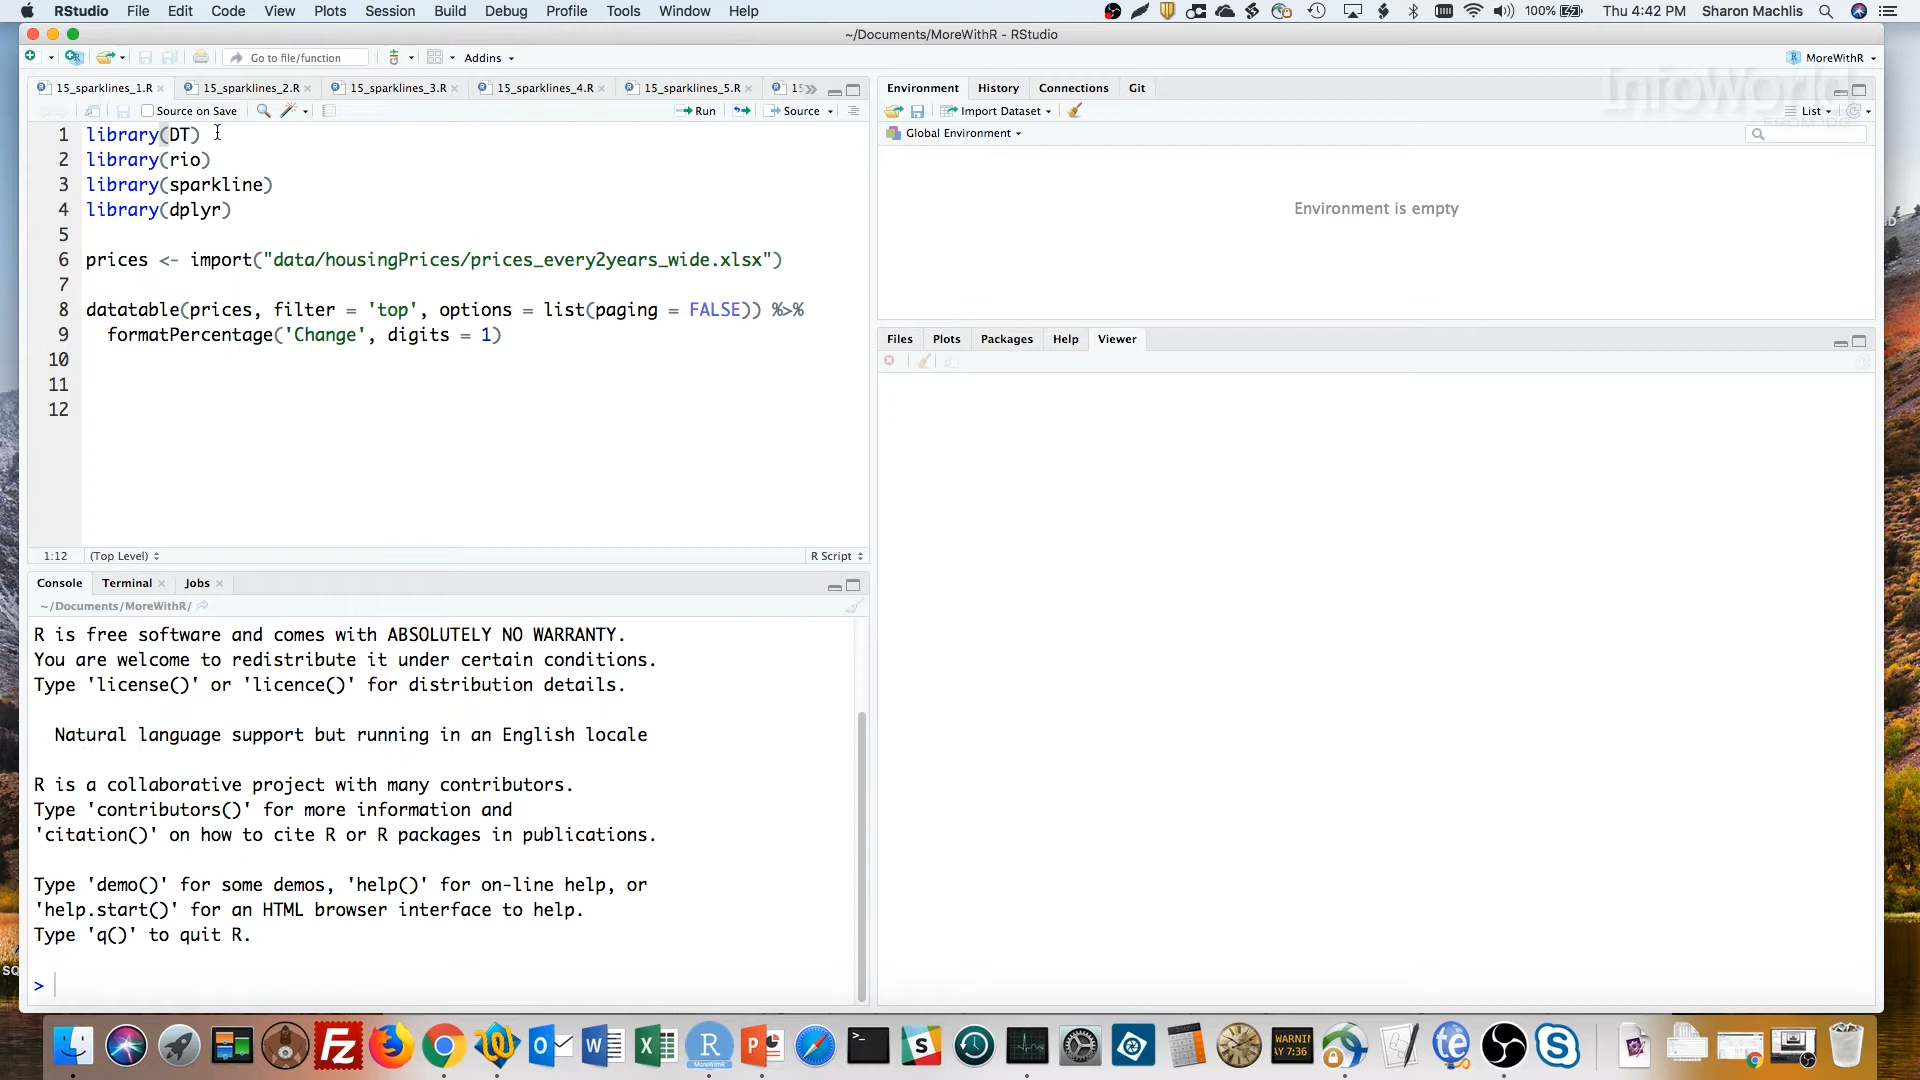 RStudio File Edit Code View Plots Session Build Debug Profile Tools Window Help 100% Thu 4:42 PM Sharon Machlis
~/Documents/MoreWithR - RStudio
Go to file/function Addins MoreWithR
InfoWorld
FROM IDG
15_sparklines_1.R 15_sparklines_2.R 15_sparklines_3.R 15_sparklines_4.R 15_sparklines_5.R 15
Source on Save Run Source
1 library(DT)
2 library(rio)
3 library(sparkline)
4 library(dplyr)
5
6 prices <- import("data/housingPrices/prices_every2years_wide.xlsx")
7
8 datatable(prices, filter = 'top', options = list(paging = FALSE)) %>%
9 formatPercentage('Change', digits = 1)
10
11
12
1:12 (Top Level) R Script
Console Terminal Jobs
~/Documents/MoreWithR/
R is free software and comes with ABSOLUTELY NO WARRANTY.
You are welcome to redistribute it under certain conditions.
Type 'license()' or 'licence()' for distribution details.
Natural language support but running in an English locale
R is a collaborative project with many contributors.
Type 'contributors()' for more information and
'citation()' on how to cite R or R packages in publications.
Type 'demo()' for some demos, 'help()' for on-line help, or
'help.start()' for an HTML browser interface to help.
Type 'q()' to quit R.
>
Environment History Connections Git
Import Dataset List
Global Environment
Environment is empty
Files Plots Packages Help Viewer